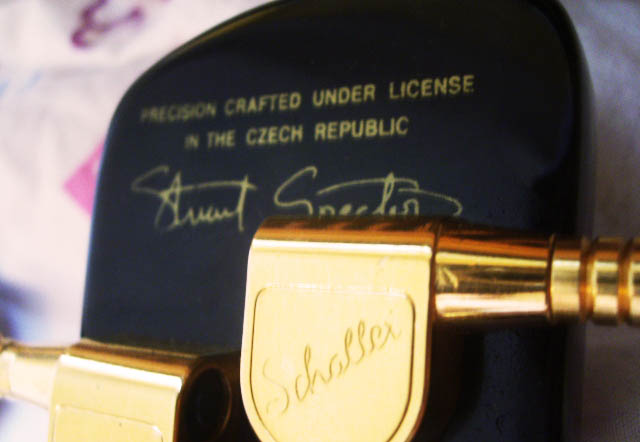 PRECISION CRAFTED UNDER LICENSE
IN THE CZECH REPUBLIC
Stuart Spector
Schaller